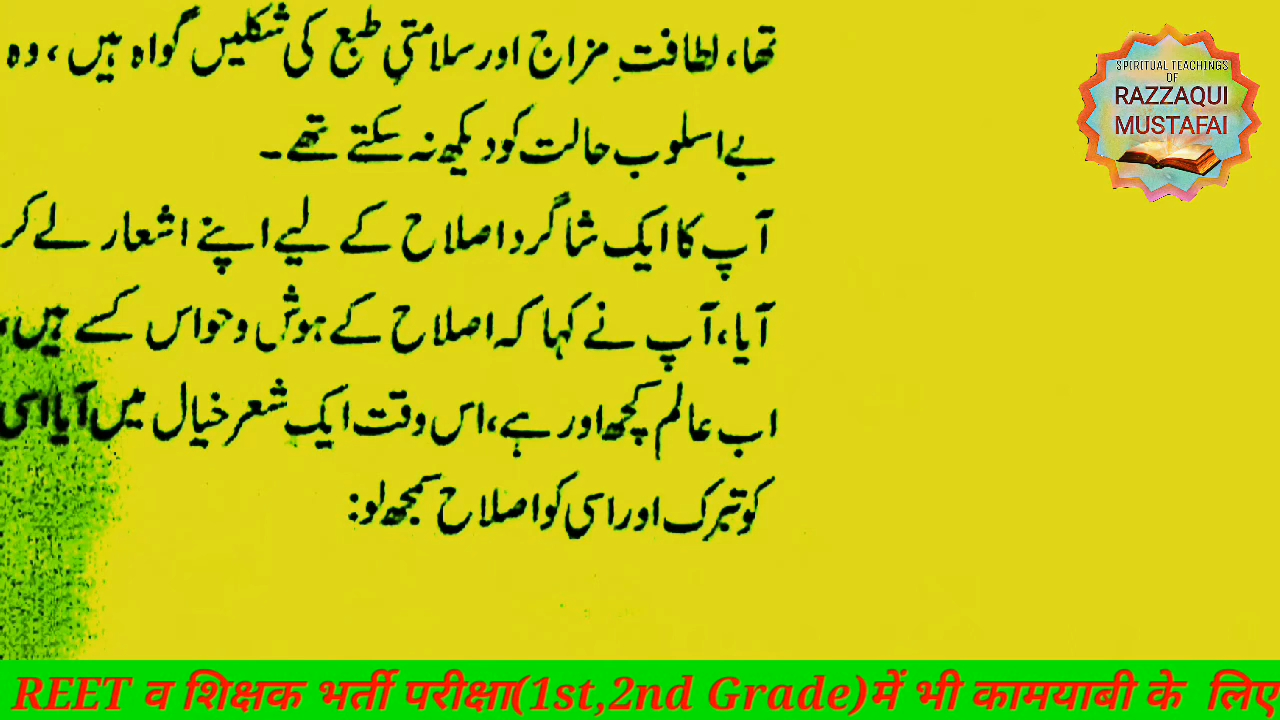 تھا، لطافتِ مزاج اور سلامتیِ طبع کی شکلیں گواہ ہیں، وہ
بے اسلوب حالت کو دیکھ نہ سکتے تھے۔
آپ کا ایک شاگرد اصلاح کے لیے اپنے اشعار لے کر
آیا، آپ نے کہا کہ اصلاح کے ہوش و حواس کسے ہیں،
اب عالم کچھ اور ہے، اس وقت ایک شعر خیال میں آیا اسی
کو تبرک اور اسی کو اصلاح سمجھ لو:
SPIRITUAL TEACHINGS
OF
RAZZAQUI
MUSTAFAI
REET व शिक्षक भर्ती परीक्षा(1st,2nd Grade)में भी कामयाबी के लिए